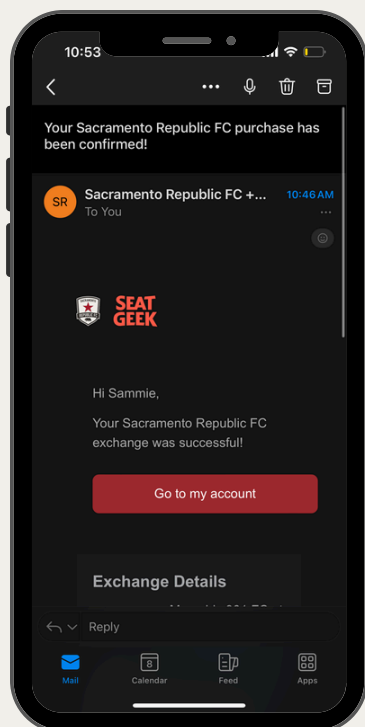 10:53
Your Sacramento Republic FC purchase has
been confirmed!
SR
Sacramento Republic FC +...
10:46 AM
To You
SEAT
GEEK
Hi Sammie,
Your Sacramento Republic FC
exchange was successful!
Go to my account
Exchange Details
Reply
8
Mail
Calendar
Feed
Apps